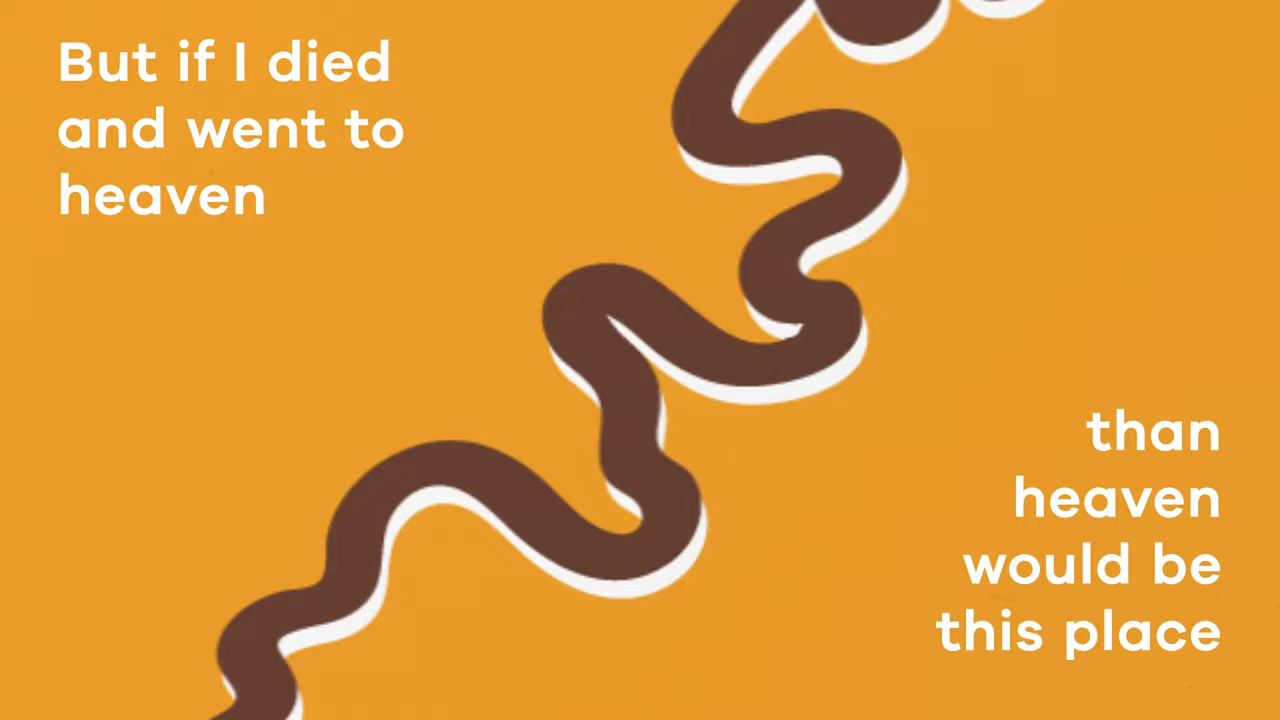 But if I died
and went to
heaven
than
heaven
would be
this place